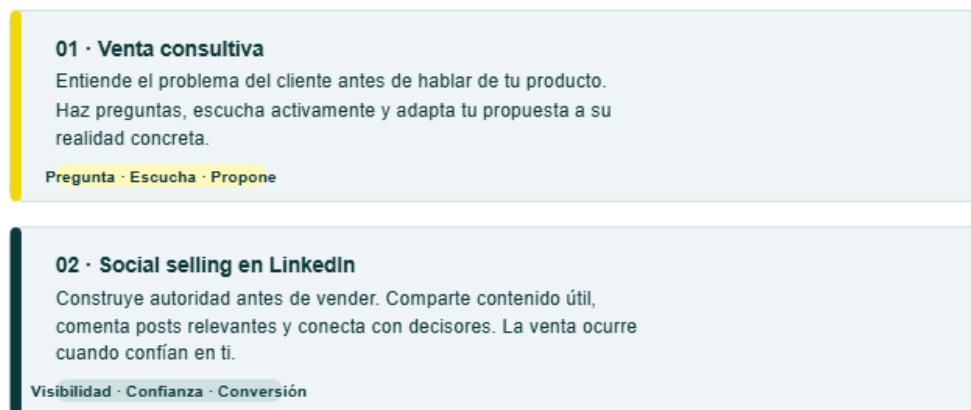 01 · Venta consultiva
Entiende el problema del cliente antes de hablar de tu producto.
Haz preguntas, escucha activamente y adapta tu propuesta a su
realidad concreta.
Pregunta · Escucha · Propone
02 · Social selling en LinkedIn
Construye autoridad antes de vender. Comparte contenido útil,
comenta posts relevantes y conecta con decisores. La venta ocurre
cuando confían en ti.
Visibilidad · Confianza · Conversión